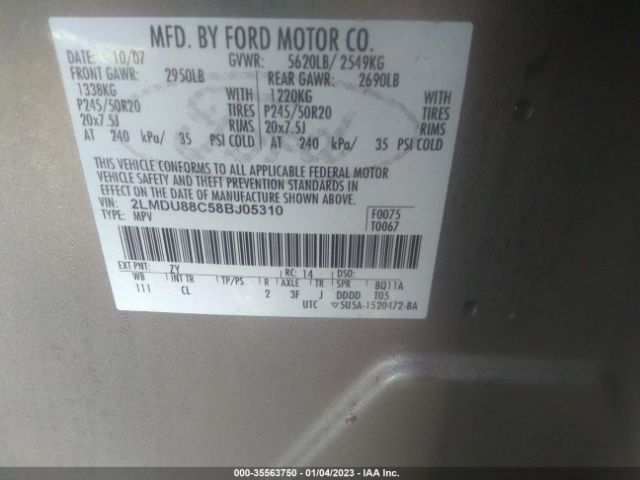 MFD. BY FORD MOTOR CO.
DATE: 10/07 GVWR: 5620LB/ 2549KG
FRONT GAWR: 2950LB REAR GAWR: 2690LB
1338KG WITH 1220KG WITH
P245/50R20 TIRES P245/50R20 TIRES
20x7.5J RIMS 20x7.5J RIMS
AT 240 kPa/ 35 PSI COLD AT 240 kPa/ 35 PSI COLD
THIS VEHICLE CONFORMS TO ALL APPLICABLE FEDERAL MOTOR
VEHICLE SAFETY AND THEFT PREVENTION STANDARDS IN
EFFECT ON THE DATE OF MANUFACTURE SHOWN ABOVE.
VIN: 2LMDU88C58BJ05310 F0075
TYPE: MPV T0067
EXT PNT: ZY RC: 14 DSO:
WB INT TR TP/PS R AXLE TR SPR 8Q11A
111 CL 2 3F J DDDD T05
UTC ▽5U5A-1520472-BA
000-35563750 - 01/04/2023 - IAA Inc.